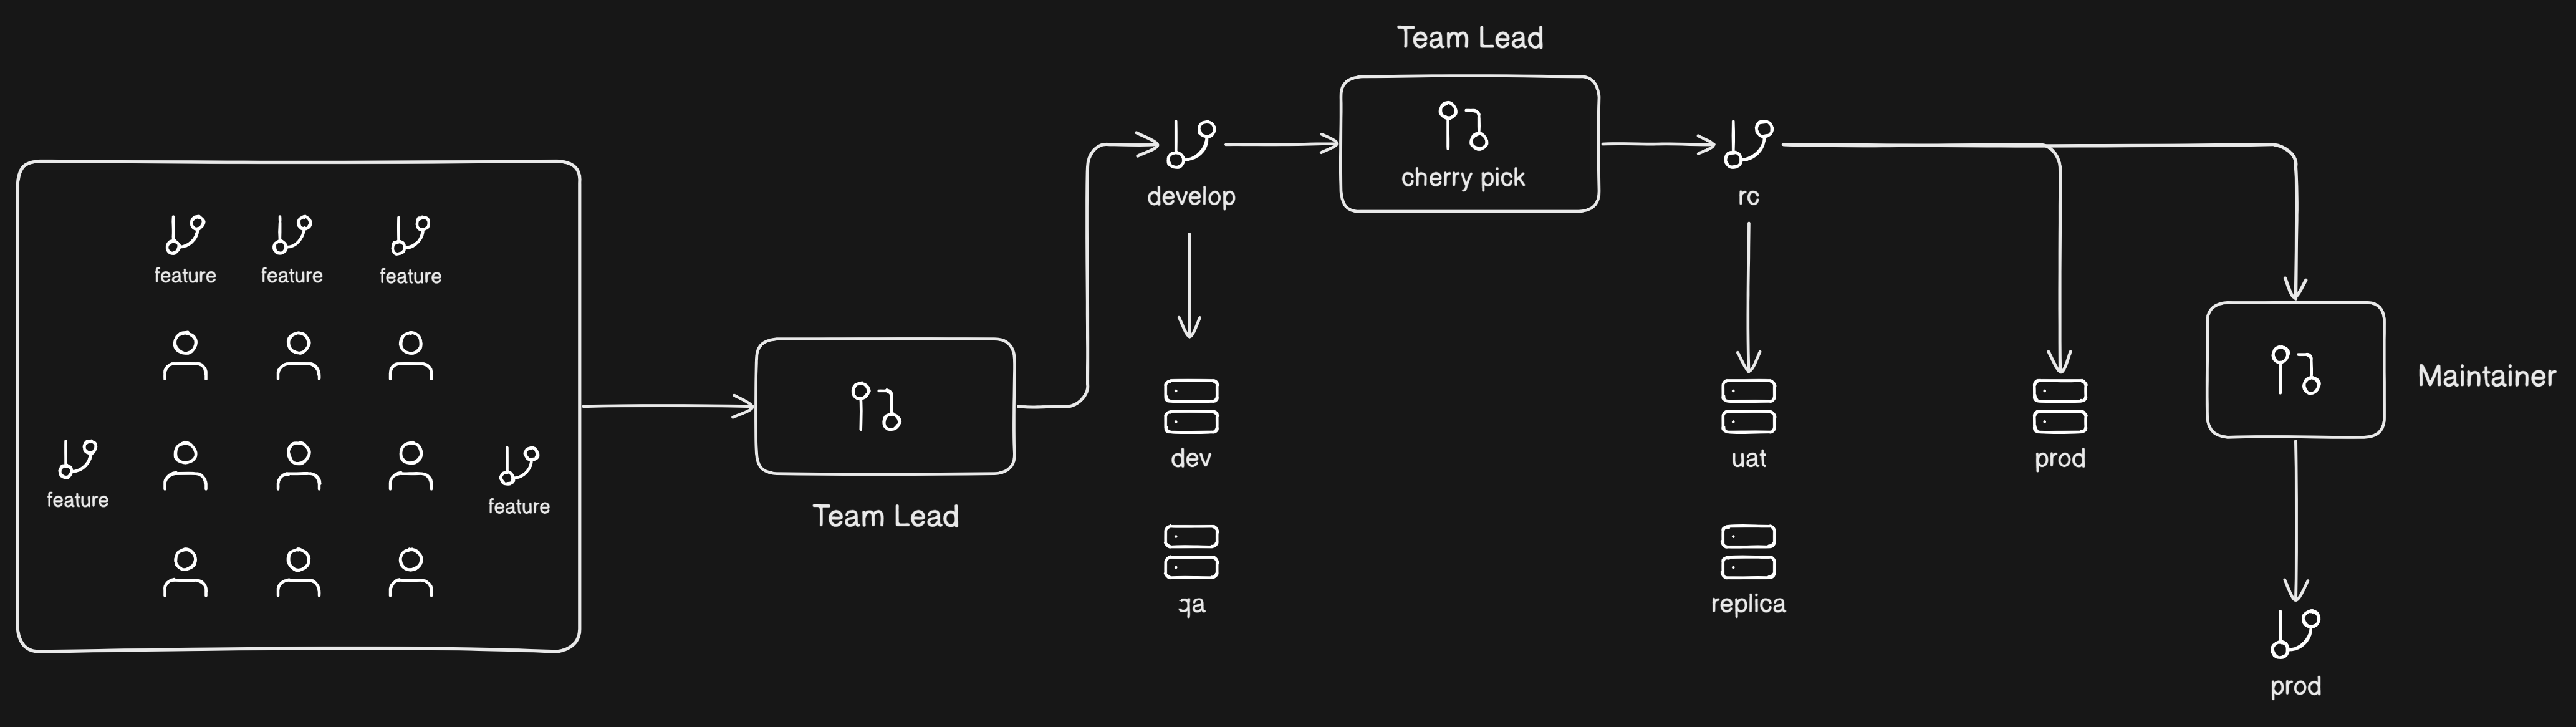 Team Lead
cherry pick
develop
rc
feature
feature
feature
Maintainer
dev
uat
prod
feature
feature
Team Lead
qa
replica
prod